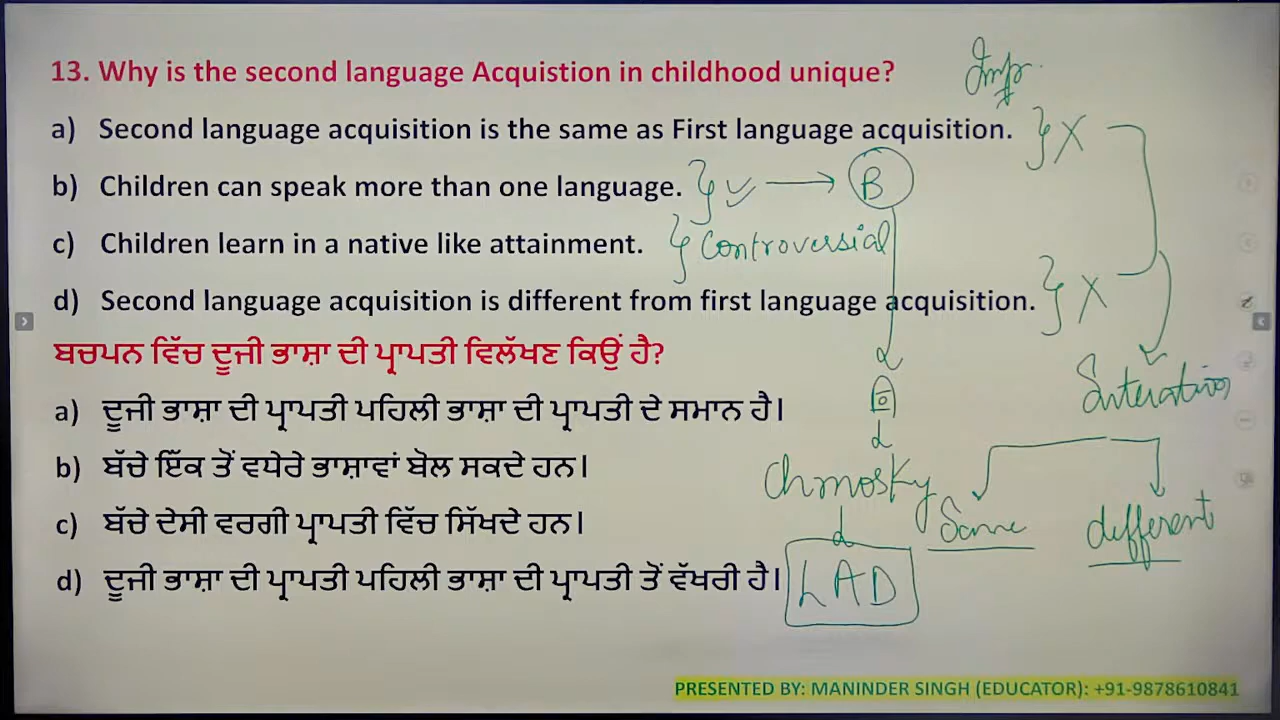 13. Why is the second language Acquistion in childhood unique?
Imp.
a) Second language acquisition is the same as First language acquisition. } X
b) Children can speak more than one language. } ✓ → B
c) Children learn in a native like attainment. } Controversial
d) Second language acquisition is different from first language acquisition. } X
ਬਚਪਨ ਵਿੱਚ ਦੂਜੀ ਭਾਸ਼ਾ ਦੀ ਪ੍ਰਾਪਤੀ ਵਿਲੱਖਣ ਕਿਉਂ ਹੈ?
a) ਦੂਜੀ ਭਾਸ਼ਾ ਦੀ ਪ੍ਰਾਪਤੀ ਪਹਿਲੀ ਭਾਸ਼ਾ ਦੀ ਪ੍ਰਾਪਤੀ ਦੇ ਸਮਾਨ ਹੈ।
b) ਬੱਚੇ ਇੱਕ ਤੋਂ ਵਧੇਰੇ ਭਾਸ਼ਾਵਾਂ ਬੋਲ ਸਕਦੇ ਹਨ।
Chmosky
c) ਬੱਚੇ ਦੇਸੀ ਵਰਗੀ ਪ੍ਰਾਪਤੀ ਵਿੱਚ ਸਿੱਖਦੇ ਹਨ।
Same different
d) ਦੂਜੀ ਭਾਸ਼ਾ ਦੀ ਪ੍ਰਾਪਤੀ ਪਹਿਲੀ ਭਾਸ਼ਾ ਦੀ ਪ੍ਰਾਪਤੀ ਤੋਂ ਵੱਖਰੀ ਹੈ।
LAD
PRESENTED BY: MANINDER SINGH (EDUCATOR): +91-9878610841